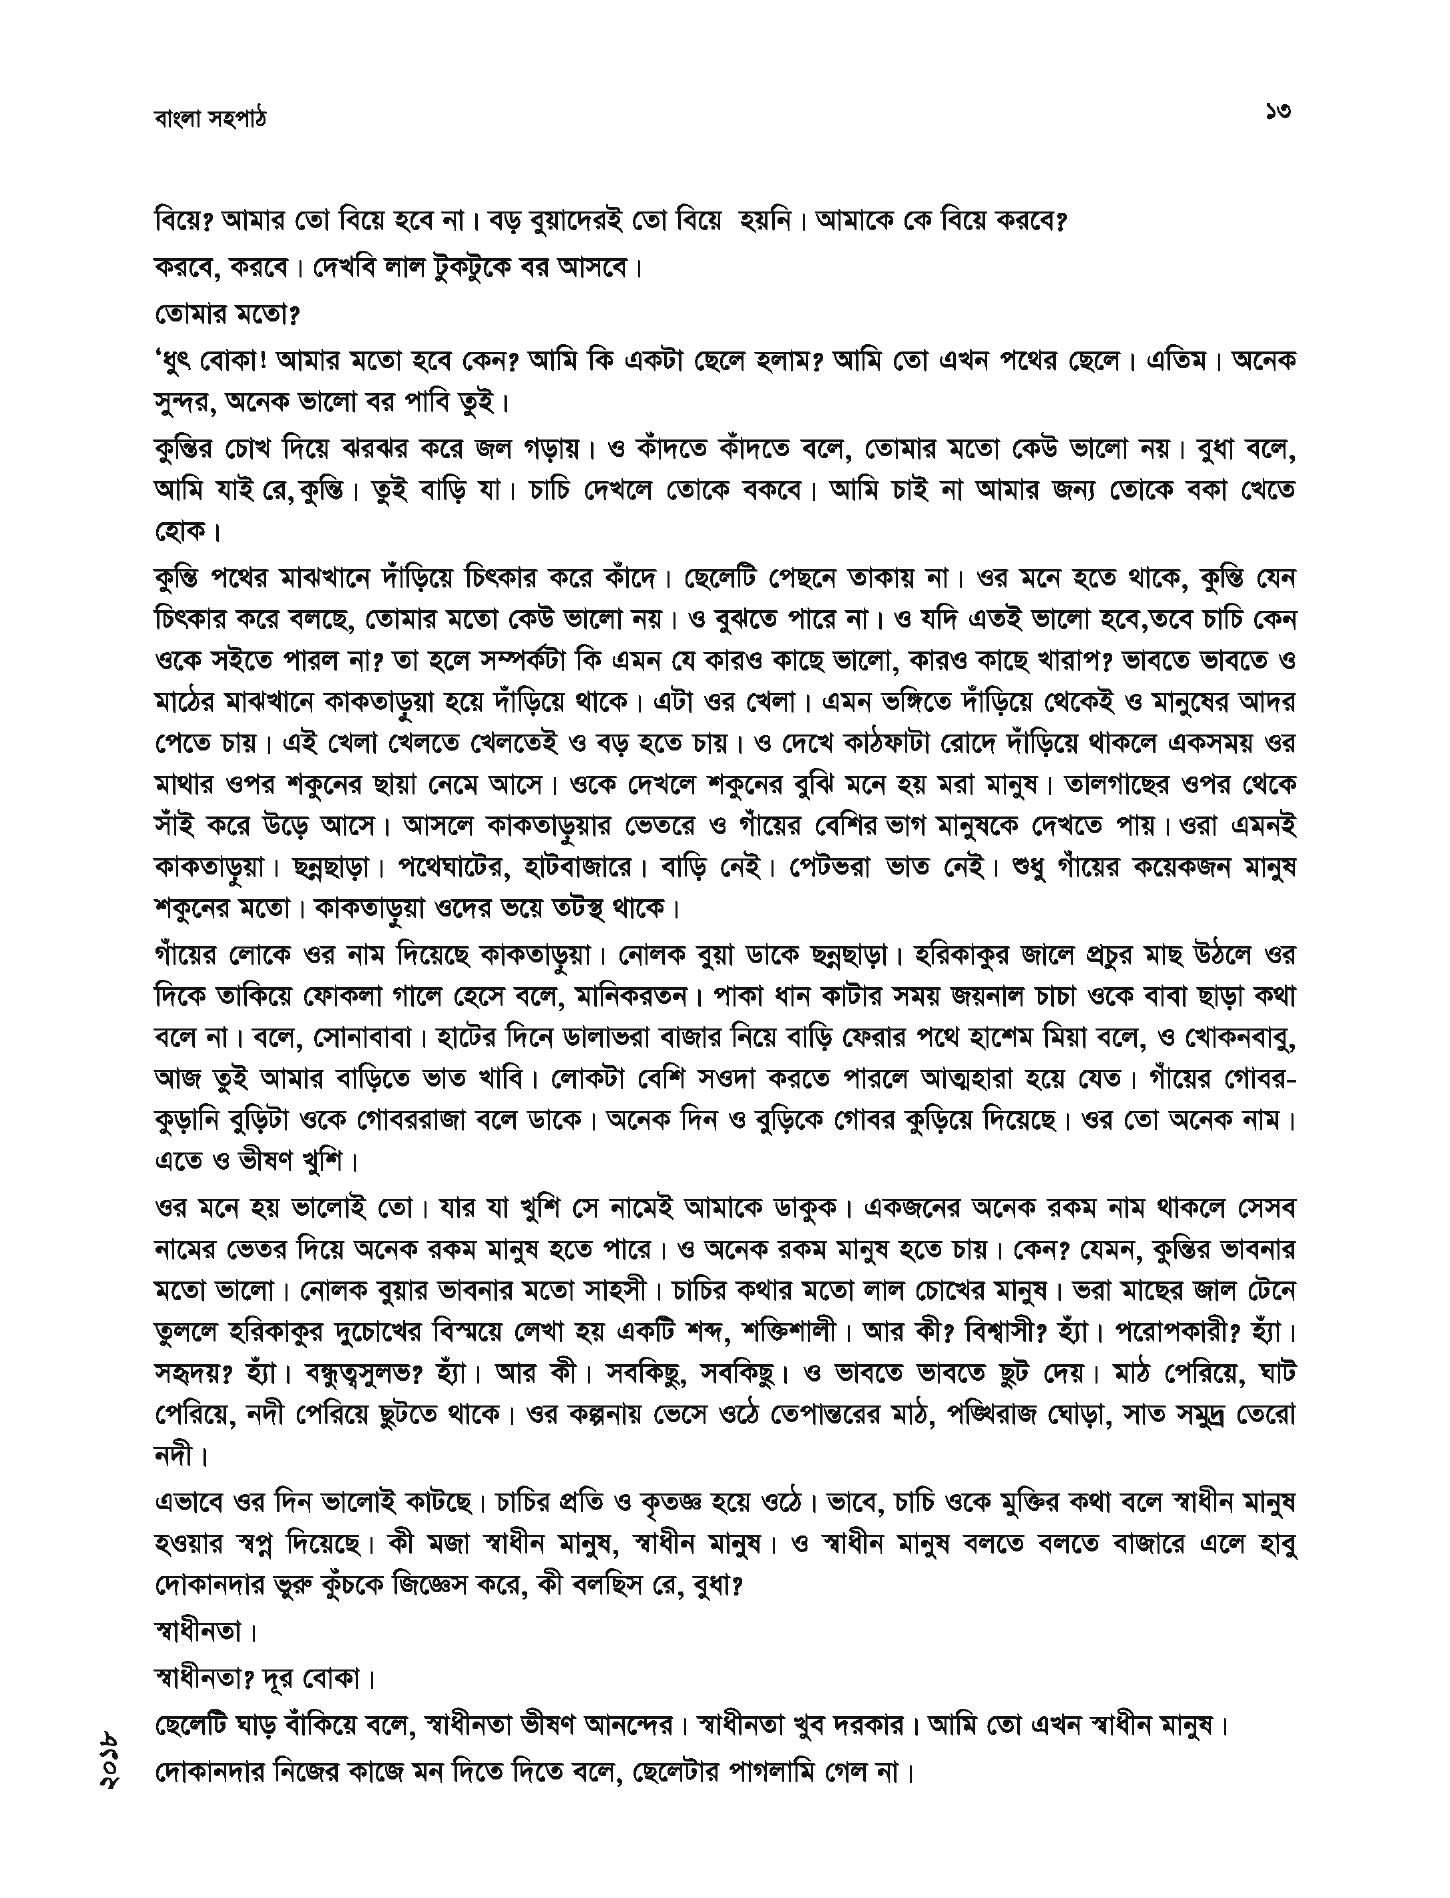 বাংলা সহপাঠ
১৩
বিয়ে? আমার তো বিয়ে হবে না। বড় বুয়াদেরই তো বিয়ে হয়নি। আমাকে কে বিয়ে করবে?
করবে, করবে। দেখবি লাল টুকটুকে বর আসবে।
তোমার মতো?
‘ধুৎ বোকা! আমার মতো হবে কেন? আমি কি একটা ছেলে হলাম? আমি তো এখন পথের ছেলে। এতিম। অনেক
সুন্দর, অনেক ভালো বর পাবি তুই।
কুন্তির চোখ দিয়ে ঝরঝর করে জল গড়ায়। ও কাঁদতে কাঁদতে বলে, তোমার মতো কেউ ভালো নয়। বুধা বলে,
আমি যাই রে, কুন্তি। তুই বাড়ি যা। চাচি দেখলে তোকে বকবে। আমি চাই না আমার জন্য তোকে বকা খেতে
হোক।
কুন্তি পথের মাঝখানে দাঁড়িয়ে চিৎকার করে কাঁদে। ছেলেটি পেছনে তাকায় না। ওর মনে হতে থাকে, কুন্তি যেন
চিৎকার করে বলছে, তোমার মতো কেউ ভালো নয়। ও বুঝতে পারে না। ও যদি এতই ভালো হবে,তবে চাচি কেন
ওকে সইতে পারল না? তা হলে সম্পর্কটা কি এমন যে কারও কাছে ভালো, কারও কাছে খারাপ? ভাবতে ভাবতে ও
মাঠের মাঝখানে কাকতাড়ুয়া হয়ে দাঁড়িয়ে থাকে। এটা ওর খেলা। এমন ভঙ্গিতে দাঁড়িয়ে থেকেই ও মানুষের আদর
পেতে চায়। এই খেলা খেলতে খেলতেই ও বড় হতে চায়। ও দেখে কাঠফাটা রোদে দাঁড়িয়ে থাকলে একসময় ওর
মাথার ওপর শকুনের ছায়া নেমে আসে। ওকে দেখলে শকুনের বুঝি মনে হয় মরা মানুষ। তালগাছের ওপর থেকে
সাঁই করে উড়ে আসে। আসলে কাকতাড়ুয়ার ভেতরে ও গাঁয়ের বেশির ভাগ মানুষকে দেখতে পায়। ওরা এমনই
কাকতাড়ুয়া। ছন্নছাড়া। পথেঘাটের, হাটবাজারে। বাড়ি নেই। পেটভরা ভাত নেই। শুধু গাঁয়ের কয়েকজন মানুষ
শকুনের মতো। কাকতাড়ুয়া ওদের ভয়ে তটস্থ থাকে।
গাঁয়ের লোকে ওর নাম দিয়েছে কাকতাড়ুয়া। নোলক বুয়া ডাকে ছন্নছাড়া। হরিকাকুর জালে প্রচুর মাছ উঠলে ওর
দিকে তাকিয়ে ফোকলা গালে হেসে বলে, মানিকরতন। পাকা ধান কাটার সময় জয়নাল চাচা ওকে বাবা ছাড়া কথা
বলে না। বলে, সোনাবাবা। হাটের দিনে ডালাভরা বাজার নিয়ে বাড়ি ফেরার পথে হাশেম মিয়া বলে, ও খোকনবাবু,
আজ তুই আমার বাড়িতে ভাত খাবি। লোকটা বেশি সওদা করতে পারলে আত্মহারা হয়ে যেত। গাঁয়ের গোবর-
কুড়ানি বুড়িটা ওকে গোবররাজা বলে ডাকে। অনেক দিন ও বুড়িকে গোবর কুড়িয়ে দিয়েছে। ওর তো অনেক নাম।
এতে ও ভীষণ খুশি।
ওর মনে হয় ভালোই তো। যার যা খুশি সে নামেই আমাকে ডাকুক। একজনের অনেক রকম নাম থাকলে সেসব
নামের ভেতর দিয়ে অনেক রকম মানুষ হতে পারে। ও অনেক রকম মানুষ হতে চায়। কেন? যেমন, কুন্তির ভাবনার
মতো ভালো। নোলক বুয়ার ভাবনার মতো সাহসী। চাচির কথার মতো লাল চোখের মানুষ। ভরা মাছের জাল টেনে
তুললে হরিকাকুর দুচোখের বিস্ময়ে লেখা হয় একটি শব্দ, শক্তিশালী। আর কী? বিশ্বাসী? হ্যাঁ। পরোপকারী? হ্যাঁ।
সহৃদয়? হ্যাঁ। বন্ধুত্বসুলভ? হ্যাঁ। আর কী। সবকিছু, সবকিছু। ও ভাবতে ভাবতে ছুট দেয়। মাঠ পেরিয়ে, ঘাট
পেরিয়ে, নদী পেরিয়ে ছুটতে থাকে। ওর কল্পনায় ভেসে ওঠে তেপান্তরের মাঠ, পঙ্খিরাজ ঘোড়া, সাত সমুদ্র তেরো
নদী।
এভাবে ওর দিন ভালোই কাটছে। চাচির প্রতি ও কৃতজ্ঞ হয়ে ওঠে। ভাবে, চাচি ওকে মুক্তির কথা বলে স্বাধীন মানুষ
হওয়ার স্বপ্ন দিয়েছে। কী মজা স্বাধীন মানুষ, স্বাধীন মানুষ। ও স্বাধীন মানুষ বলতে বলতে বাজারে এলে হাবু
দোকানদার ভুরু কুঁচকে জিজ্ঞেস করে, কী বলছিস রে, বুধা?
স্বাধীনতা।
স্বাধীনতা? দূর বোকা।
ছেলেটি ঘাড় বাঁকিয়ে বলে, স্বাধীনতা ভীষণ আনন্দের। স্বাধীনতা খুব দরকার। আমি তো এখন স্বাধীন মানুষ।
দোকানদার নিজের কাজে মন দিতে দিতে বলে, ছেলেটার পাগলামি গেল না।
২০১৮